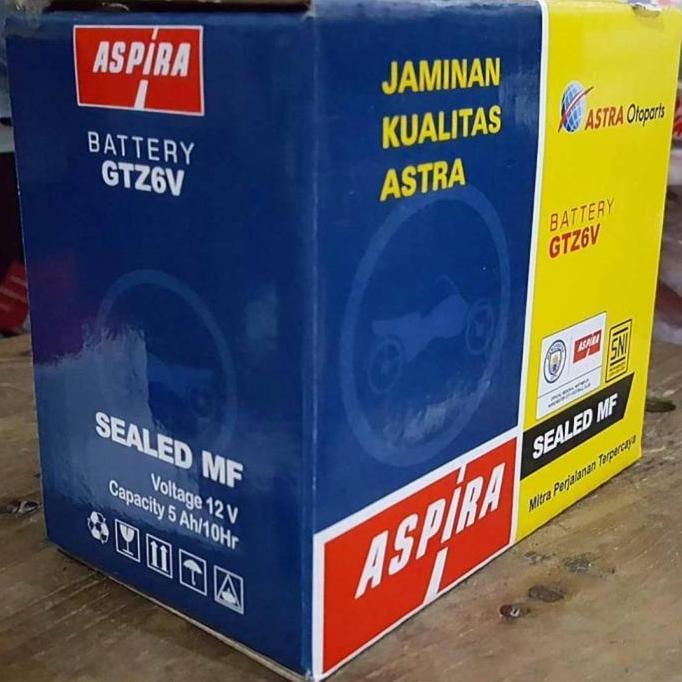 ASPIRA
BATTERY
GTZ6V
SEALED MF
Voltage 12 V
Capacity 5 Ah/10Hr
JAMINAN
KUALITAS
ASTRA
ASPIRA
ASTRA Otoparts
BATTERY
GTZ6V
ASPIRA
SNI
SEALED MF
Mitra Perjalanan Terpercaya